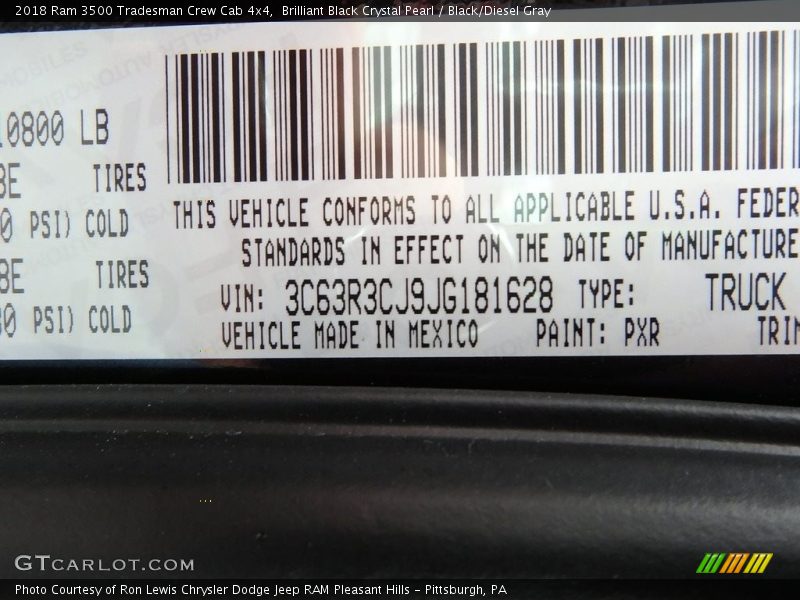 2018 Ram 3500 Tradesman Crew Cab 4x4,  Brilliant Black Crystal Pearl / Black/Diesel Gray
10800 LB
TIRES
PSI) COLD
TIRES
PSI) COLD
THIS VEHICLE CONFORMS TO ALL APPLICABLE U.S.A. FEDER
STANDARDS IN EFFECT ON THE DATE OF MANUFACTURE
VIN: 3C63R3CJ9JG181628 TYPE: TRUCK
VEHICLE MADE IN MEXICO PAINT: PXR TRIM
GTCARLOT.COM
Photo Courtesy of Ron Lewis Chrysler Dodge Jeep RAM Pleasant Hills - Pittsburgh, PA